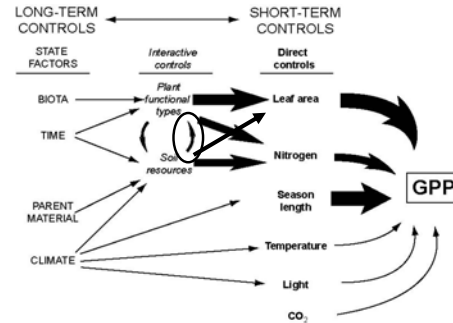 LONG-TERM
CONTROLS
SHORT-TERM
CONTROLS
STATE
FACTORS
Interactive
controls
Direct
controls
BIOTA
Plant
functional
types
Leaf area
TIME
Soil
resources
Nitrogen
PARENT
MATERIAL
Season
length
GPP
CLIMATE
Temperature
Light
CO2